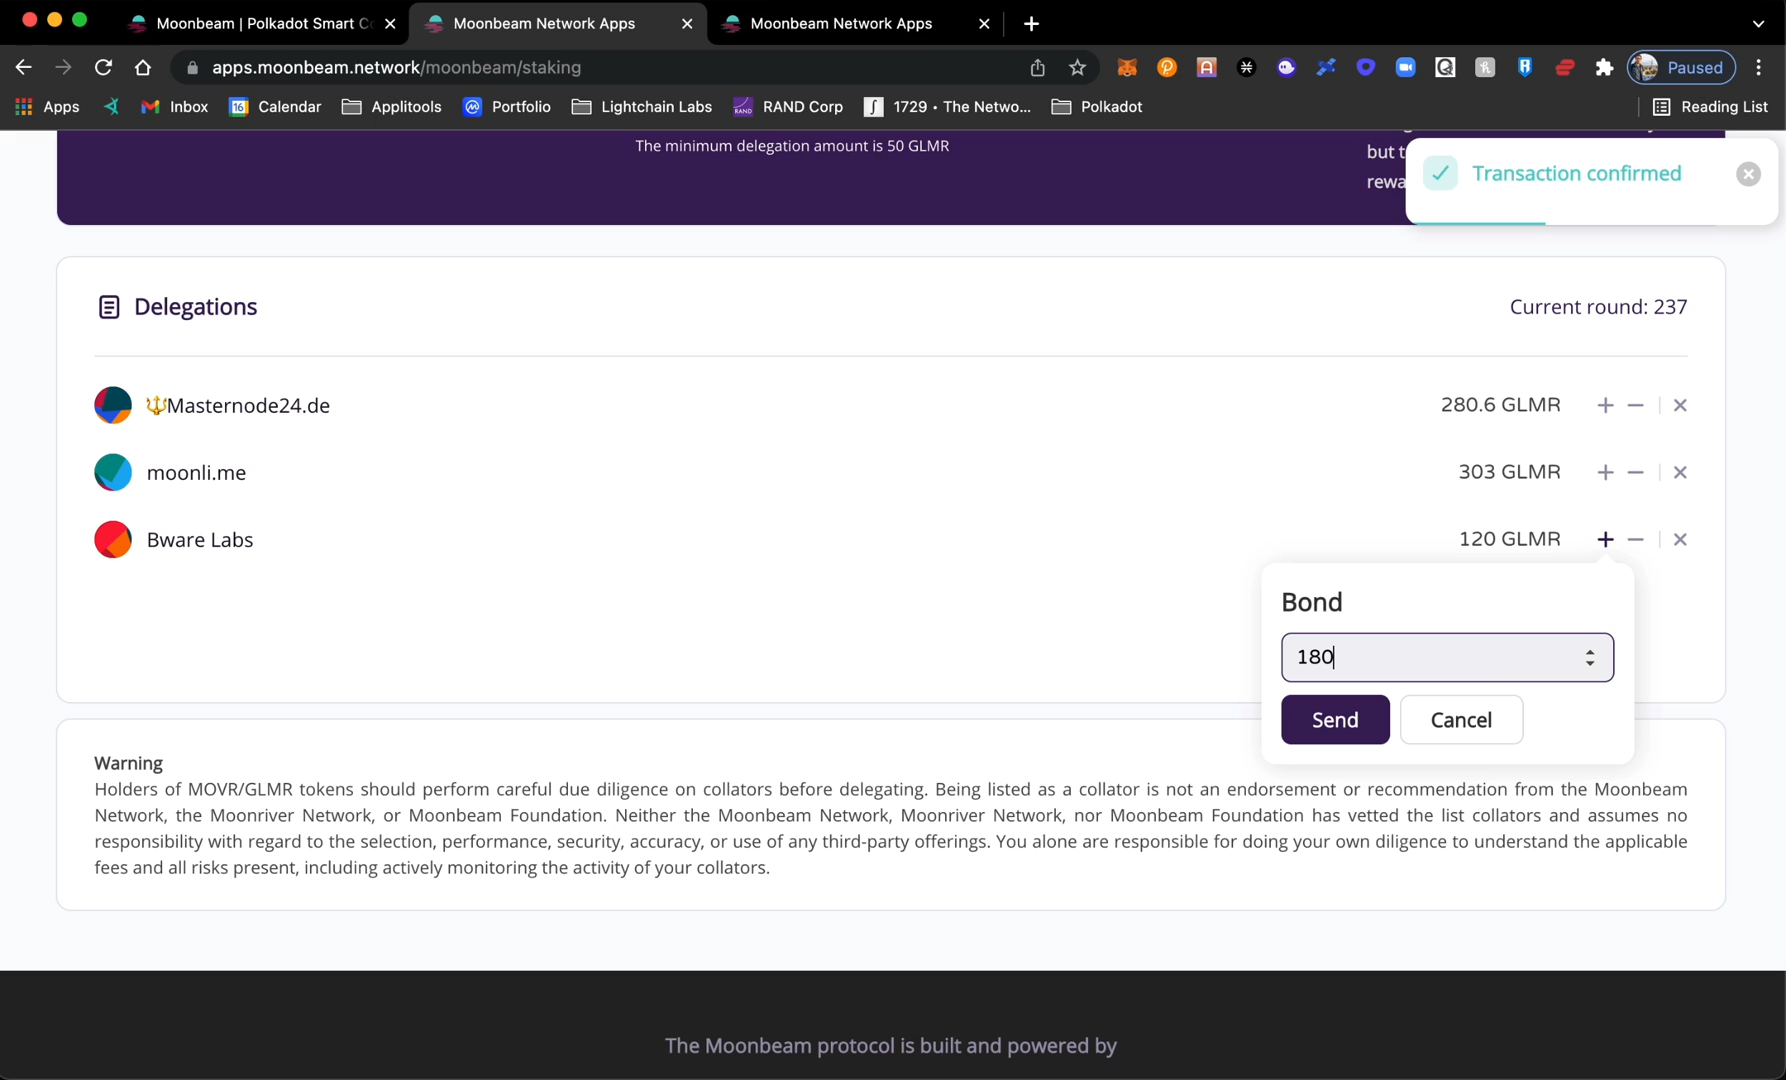 Moonbeam | Polkadot Smart Co
Moonbeam Network Apps
Moonbeam Network Apps
apps.moonbeam.network/moonbeam/staking
Paused
Apps
Inbox
16
Calendar
Applitools
Portfolio
Lightchain Labs
RAND
RAND Corp
1729 • The Netwo...
Polkadot
Reading List
The minimum delegation amount is 50 GLMR
but t
rewa
Transaction confirmed
Delegations
Current round: 237
🔱Masternode24.de
280.6 GLMR
moonli.me
303 GLMR
Bware Labs
120 GLMR
Bond
180
Send
Cancel
Warning
Holders of MOVR/GLMR tokens should perform careful due diligence on collators before delegating. Being listed as a collator is not an endorsement or recommendation from the Moonbeam
Network, the Moonriver Network, or Moonbeam Foundation. Neither the Moonbeam Network, Moonriver Network, nor Moonbeam Foundation has vetted the list collators and assumes no
responsibility with regard to the selection, performance, security, accuracy, or use of any third-party offerings. You alone are responsible for doing your own diligence to understand the applicable
fees and all risks present, including actively monitoring the activity of your collators.
The Moonbeam protocol is built and powered by